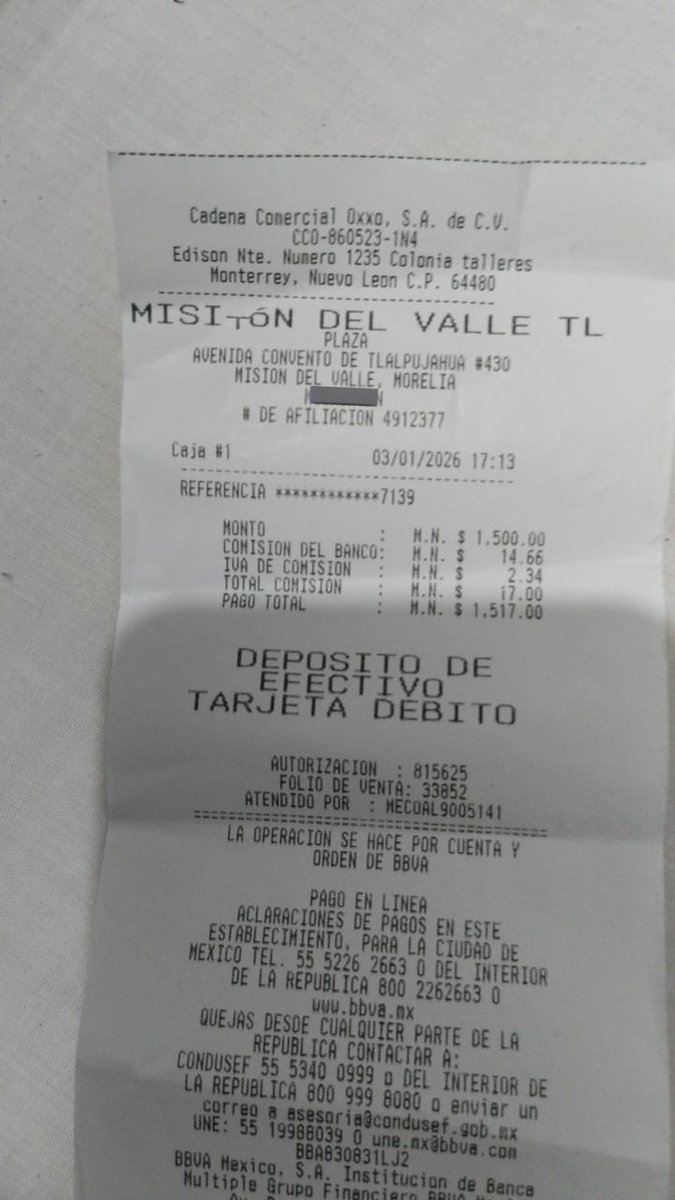 Cadena Comercial Oxxo, S.A. de C.V.
CCO-860523-1N4
Edison Nte. Numero 1235 Colonia talleres
Monterrey, Nuevo Leon C.P. 64480
MISI┬ÓN DEL VALLE TL
PLAZA
AVENIDA CONVENTO DE TLALPUJAHUA #430
MISION DEL VALLE, MORELIA
# DE AFILIACION 4912377
Caja #1 03/01/2026 17:13
REFERENCIA ************7139
MONTO : M.N. $ 1,500.00
COMISION DEL BANCO: M.N. $ 14.66
IVA DE COMISION : M.N. $ 2.34
TOTAL COMISION : M.N. $ 17.00
PAGO TOTAL : M.N. $ 1,517.00
DEPOSITO DE
EFECTIVO
TARJETA DEBITO
AUTORIZACION : 815625
FOLIO DE VENTA: 33852
ATENDIDO POR : MECOAL9005141
LA OPERACION SE HACE POR CUENTA Y
ORDEN DE BBVA
PAGO EN LINEA
ACLARACIONES DE PAGOS EN ESTE
ESTABLECIMIENTO, PARA LA CIUDAD DE
MEXICO TEL. 55 5226 2663 O DEL INTERIOR
DE LA REPUBLICA 800 2262663 O
www.bbva.mx
QUEJAS DESDE CUALQUIER PARTE DE LA
REPUBLICA CONTACTAR A:
CONDUSEF 55 5340 0999 o DEL INTERIOR DE
LA REPUBLICA 800 999 8080 o enviar un
correo a asesoria@condusef.gob.mx
UNE: 55 19988039 O une.mx@bbva.com
BBA830831LJ2
BBVA Mexico, S.A. Institucion de Banca
Multiple Grupo Financiero BBVA